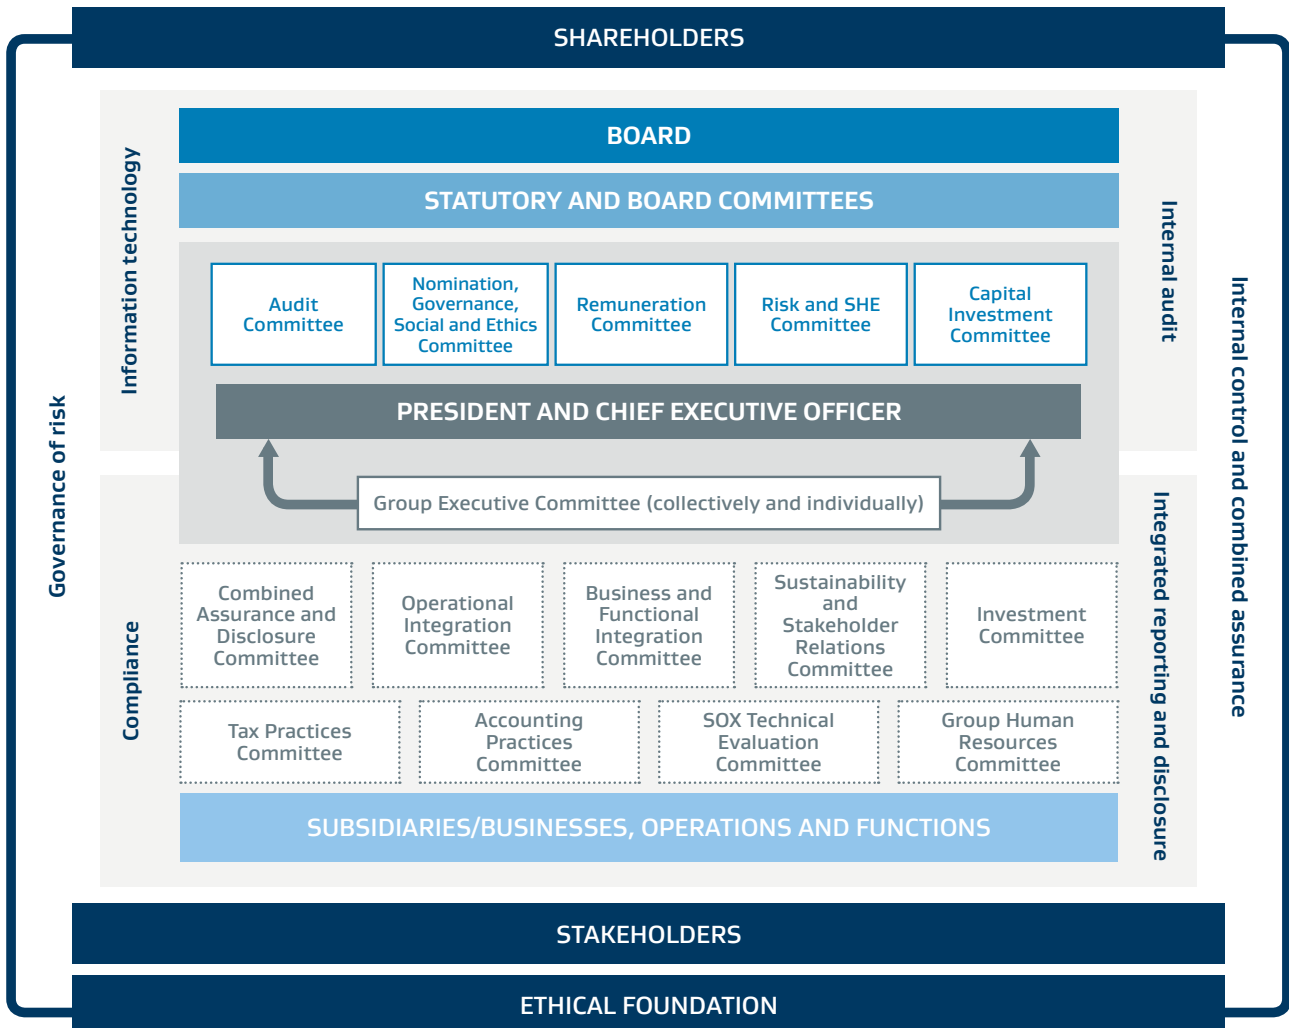 SHAREHOLDERS
BOARD
STATUTORY AND BOARD COMMITTEES
Information technology
Internal audit
Governance of risk
Internal control and combined assurance
Audit
Committee
Nomination,
Governance,
Social and Ethics
Committee
Remuneration
Committee
Risk and SHE
Committee
Capital
Investment
Committee
PRESIDENT AND CHIEF EXECUTIVE OFFICER
Group Executive Committee (collectively and individually)
Compliance
Integrated reporting and disclosure
Combined
Assurance and
Disclosure
Committee
Operational
Integration
Committee
Business and
Functional
Integration
Committee
Sustainability
and
Stakeholder
Relations
Committee
Investment
Committee
Tax Practices
Committee
Accounting
Practices
Committee
SOX Technical
Evaluation
Committee
Group Human
Resources
Committee
SUBSIDIARIES/BUSINESSES, OPERATIONS AND FUNCTIONS
STAKEHOLDERS
ETHICAL FOUNDATION